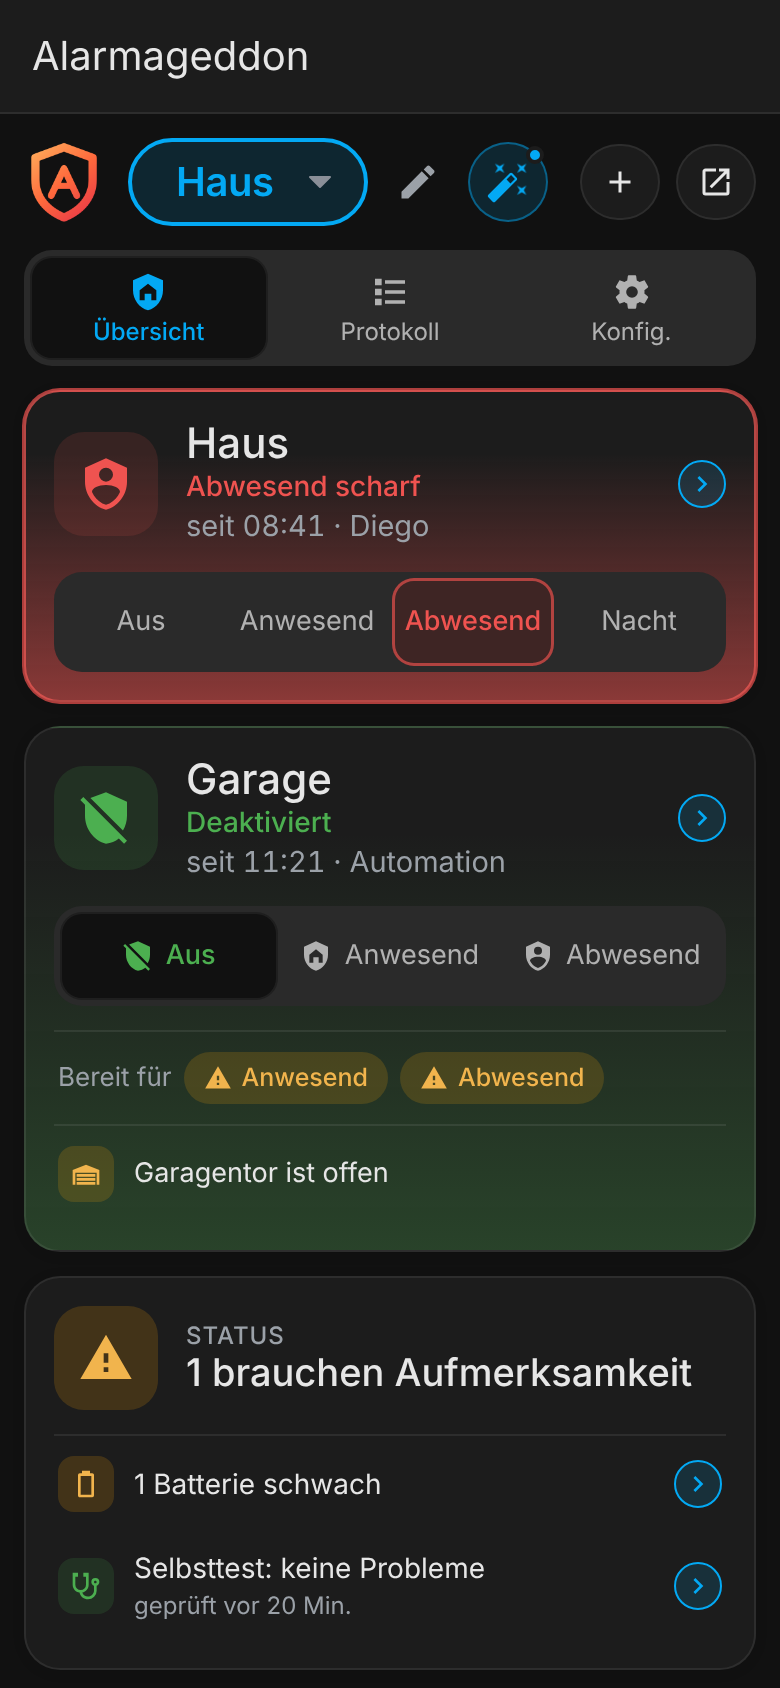 Alarmageddon
Haus
Übersicht
Protokoll
Konfig.
Haus
Abwesend scharf
seit 08:41 · Diego
Aus
Anwesend
Abwesend
Nacht
Garage
Deaktiviert
seit 11:21 · Automation
Aus
Anwesend
Abwesend
Bereit für
Anwesend
Abwesend
Garagentor ist offen
STATUS
1 brauchen Aufmerksamkeit
1 Batterie schwach
Selbsttest: keine Probleme
geprüft vor 20 Min.